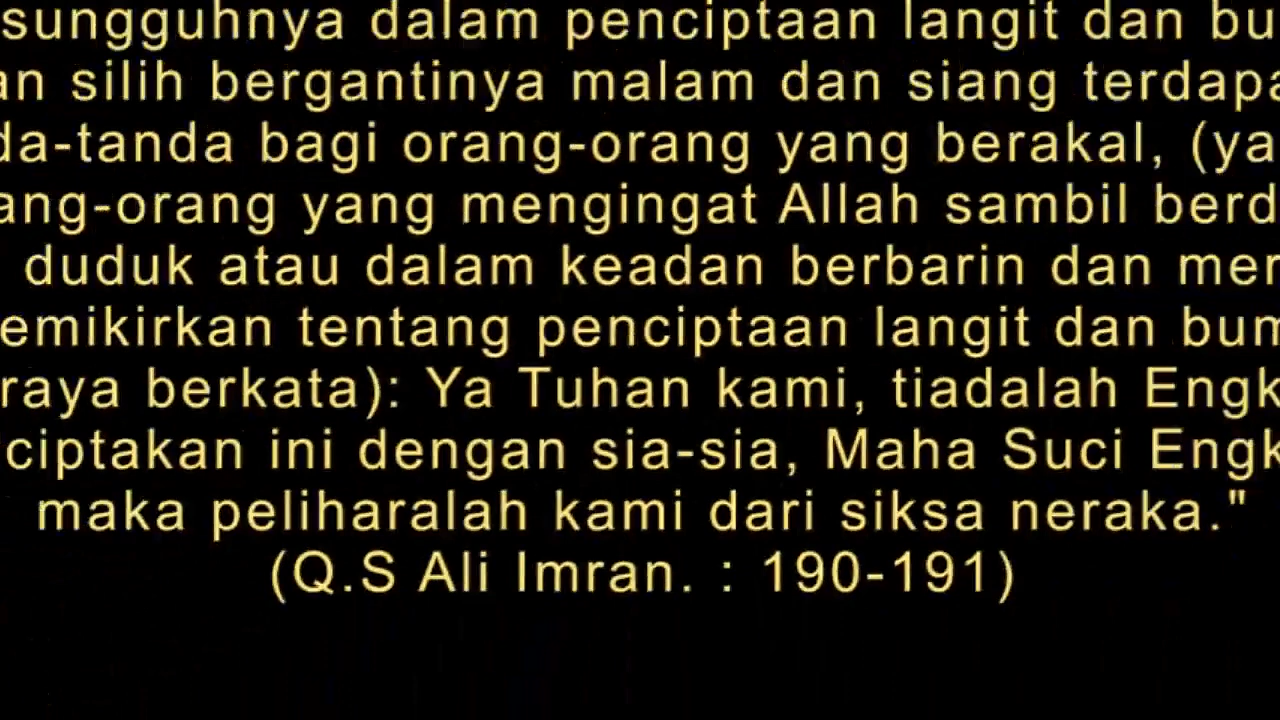 sungguhnya dalam penciptaan langit dan bu
an silih bergantinya malam dan siang terdapa
da-tanda bagi orang-orang yang berakal, (ya
ang-orang yang mengingat Allah sambil berd
duduk atau dalam keadan berbarin dan mer
emikirkan tentang penciptaan langit dan bum
raya berkata): Ya Tuhan kami, tiadalah Engk
ciptakan ini dengan sia-sia, Maha Suci Engk
maka peliharalah kami dari siksa neraka."
(Q.S Ali Imran. : 190-191)